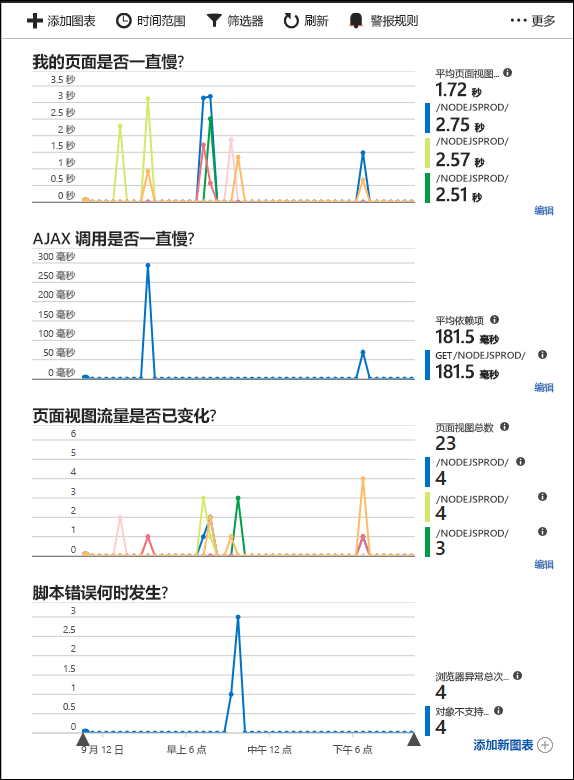 添加图表 时间范围 筛选器 刷新 警报规则 ··· 更多
我的页面是否一直慢?
3.5 秒
3 秒
2.5 秒
2 秒
1.5 秒
1 秒
0.5 秒
0 秒
平均页面视图...
1.72 秒
/NODEJSPROD/
2.75 秒
/NODEJSPROD/
2.57 秒
/NODEJSPROD/
2.51 秒
编辑
AJAX 调用是否一直慢?
300 毫秒
250 毫秒
200 毫秒
150 毫秒
100 毫秒
50 毫秒
0 毫秒
平均依赖项
181.5 毫秒
GET/NODEJSPROD/
181.5 毫秒
编辑
页面视图流量是否已变化?
6
5
4
3
2
1
0
页面视图总数
23
/NODEJSPROD/
4
/NODEJSPROD/
4
/NODEJSPROD/
3
编辑
脚本错误何时发生?
3
2.5
2
1.5
1
0.5
0
浏览器异常总次...
4
对象不支持...
4
9 月 12 日 早上 6 点 中午 12 点 下午 6 点
添加新图表